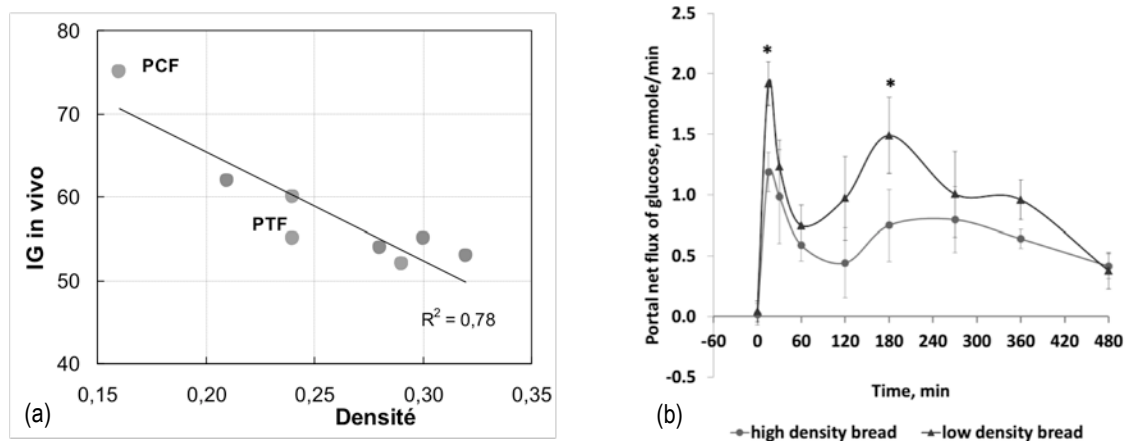 80
70
60
50
40
IG in vivo
PCF
PTF
R² = 0,78
0,15 0,20 0,25 0,30 0,35
Densité
(a)
2.5
2.0
1.5
1.0
0.5
0.0
-0.5
Portal net flux of glucose, mmole/min
*
*
-60 0 60 120 180 240 300 360 420 480
Time, min
(b)
high density bread low density bread